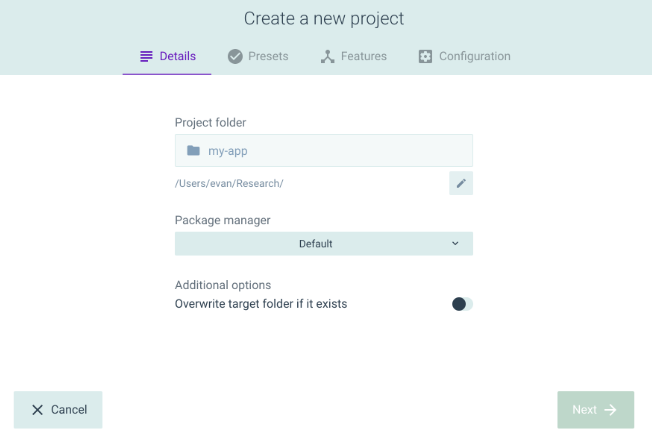 Create a new project
Details Presets Features Configuration
Project folder
my-app
/Users/evan/Research/
Package manager
Default
Additional options
Overwrite target folder if it exists
Cancel Next